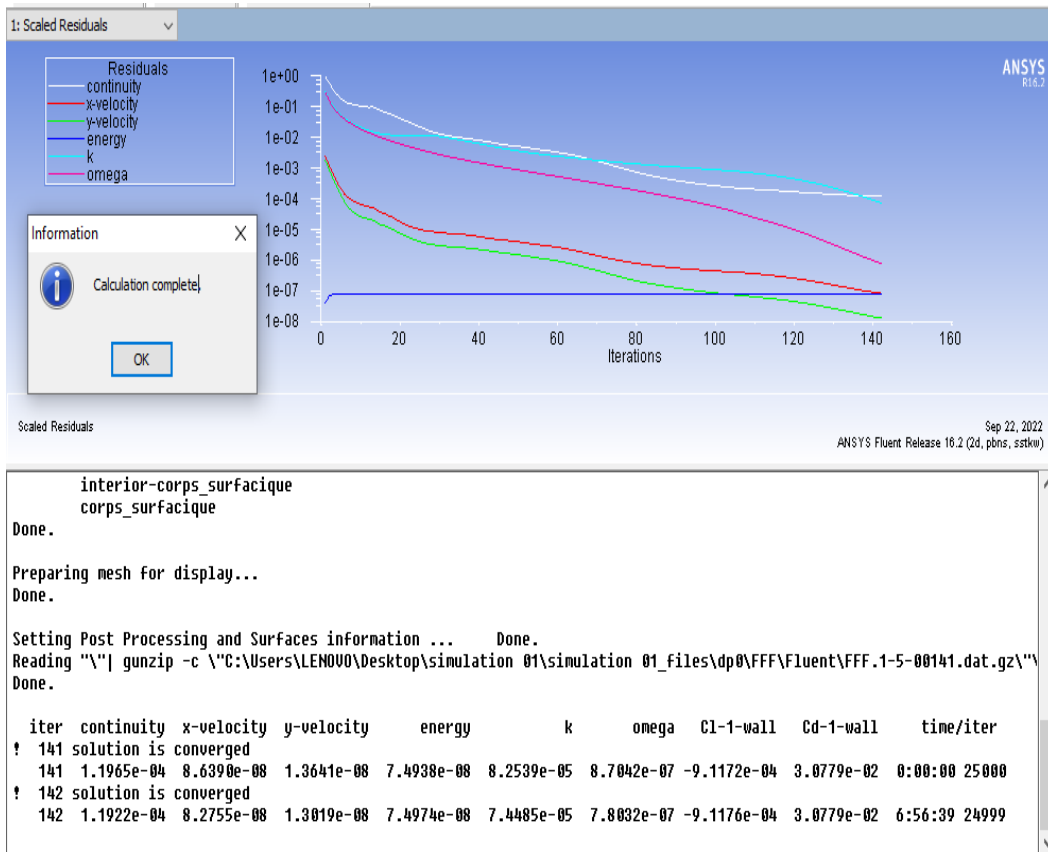 1: Scaled Residuals
Residuals
continuity
x-velocity
y-velocity
energy
k
omega
1e+00
1e-01
1e-02
1e-03
1e-04
1e-05
1e-06
1e-07
1e-08
0 20 40 60 80 100 120 140 160
Iterations
ANSYS
R16.2
Information
Calculation complete.
OK
Scaled Residuals
Sep 22, 2022
ANSYS Fluent Release 16.2 (2d, pbns, sstkw)
interior-corps_surfacique
corps_surfacique
Done.
Preparing mesh for display...
Done.
Setting Post Processing and Surfaces information ... Done.
Reading "\"| gunzip -c \"C:\Users\LENOVO\Desktop\simulation 01\simulation 01_files\dp0\FFF\Fluent\FFF.1-5-00141.dat.gz\"\
Done.
iter continuity x-velocity y-velocity energy k omega Cl-1-wall Cd-1-wall time/iter
! 141 solution is converged
141 1.1965e-04 8.6390e-08 1.3641e-08 7.4938e-08 8.2539e-05 8.7042e-07 -9.1172e-04 3.0779e-02 0:00:00 25000
! 142 solution is converged
142 1.1922e-04 8.2755e-08 1.3019e-08 7.4974e-08 7.4485e-05 7.8032e-07 -9.1176e-04 3.0779e-02 6:56:39 24999